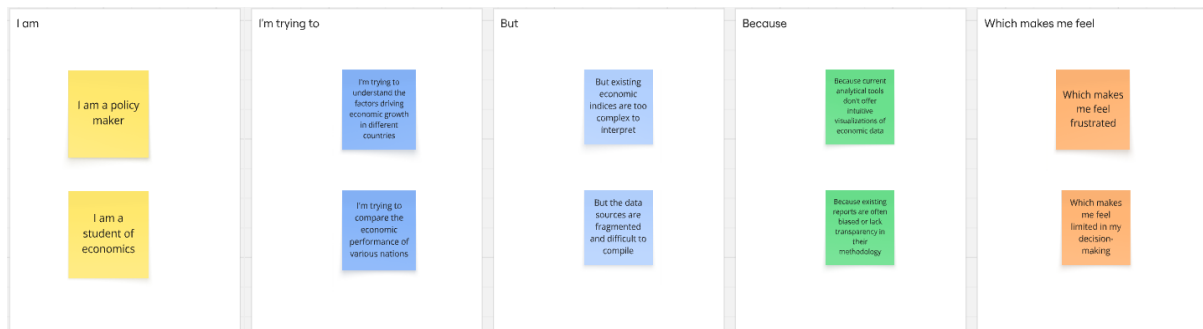 I am
I'm trying to
But
Because
Which makes me feel
I am a policy
maker
I'm trying to
understand the
factors driving
economic growth
in different
countries
But existing
economic
indices are too
complex to
interpret
Because current
analytical tools
don't offer
intuitive
visualizations of
economic data
Which makes
me feel
frustrated
I am a
student of
economics
I'm trying to
compare the
economic
performance of
various nations
But the data
sources are
fragmented
and difficult to
compile
Because existing
reports are often
biased or lack
transparency in
their
methodology
Which makes
me feel
limited in my
decision-
making